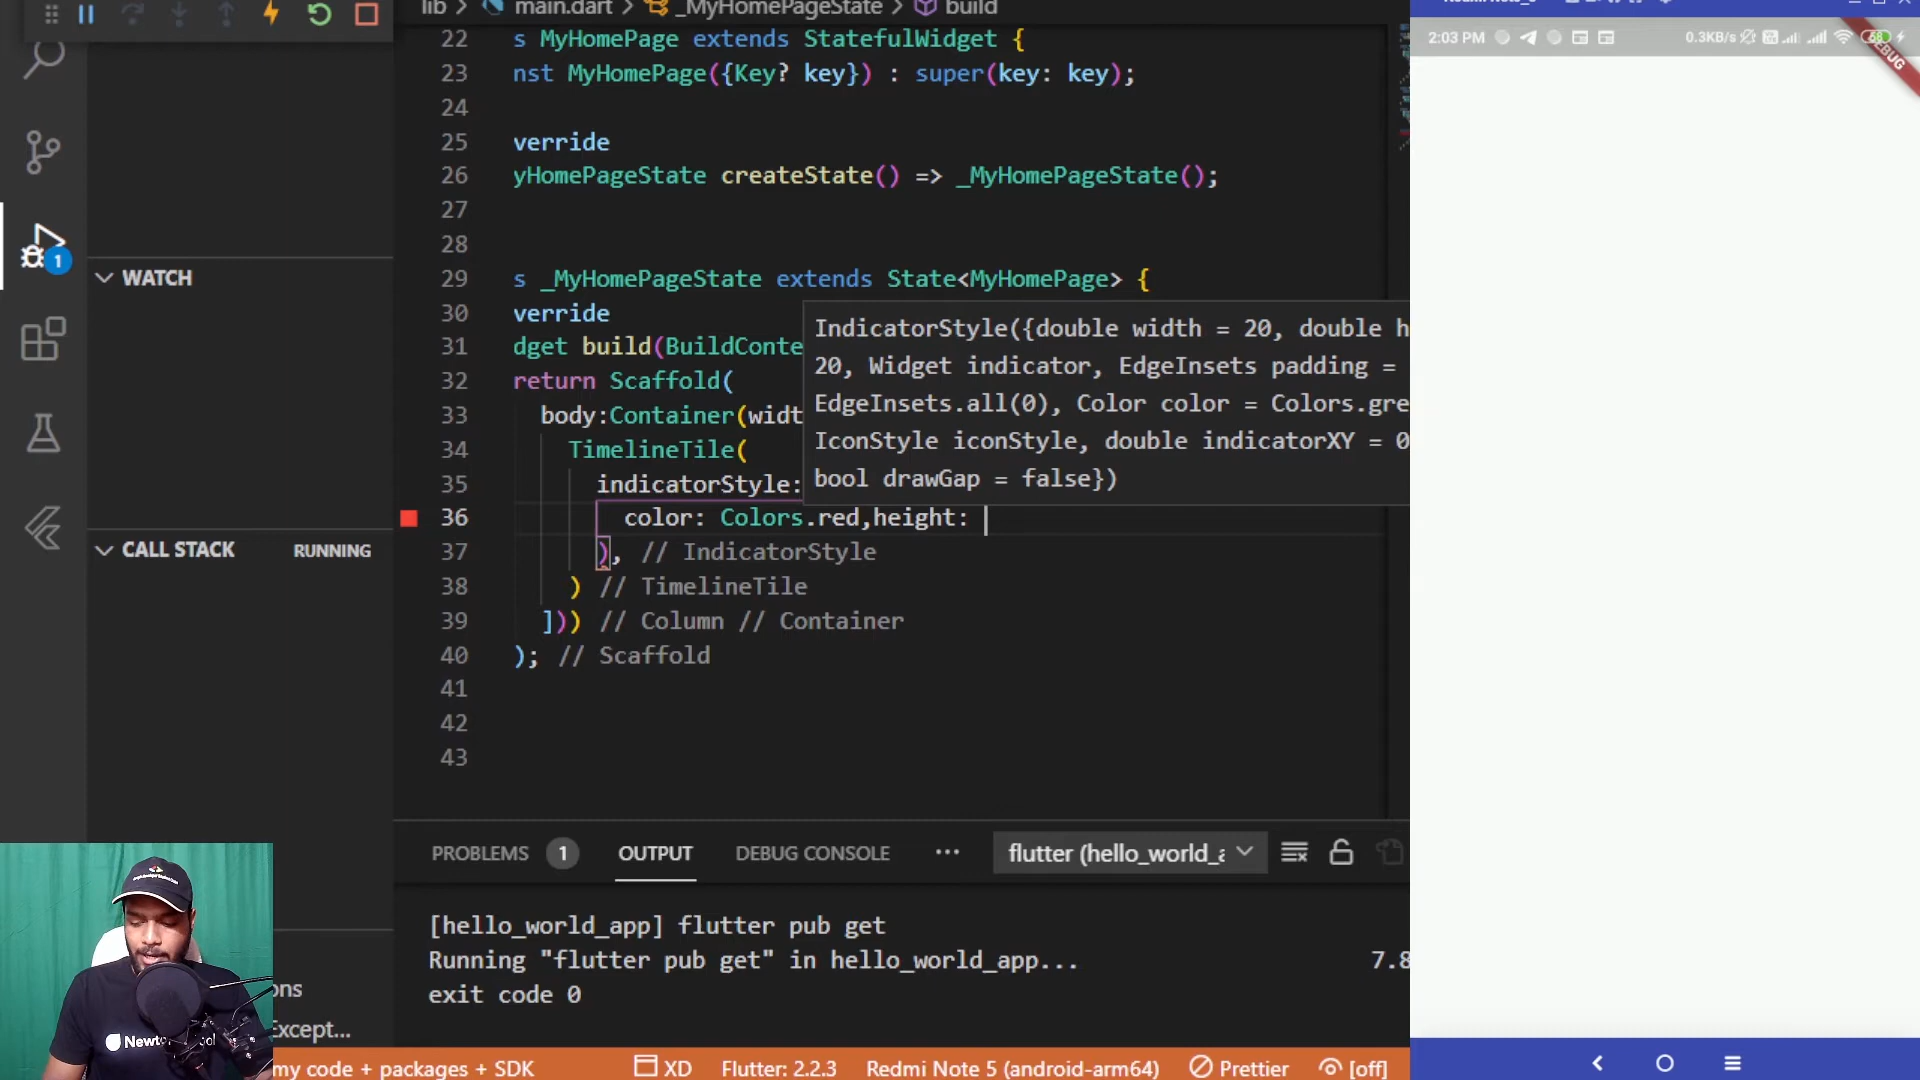 lib > main.dart > _MyHomePageState > build
22 s MyHomePage extends StatefulWidget {
23 nst MyHomePage({Key? key}) : super(key: key);
24
25 verride
26 yHomePageState createState() => _MyHomePageState();
27
28
29 s _MyHomePageState extends State<MyHomePage> {
30 verride
31 dget build(BuildConte
32 return Scaffold(
33 body:Container(widt
34 TimelineTile(
35 indicatorStyle:
36 color: Colors.red,height:
37 ), // IndicatorStyle
38 ) // TimelineTile
39 ])) // Column // Container
40 ); // Scaffold
41
42
43
IndicatorStyle({double width = 20, double h
20, Widget indicator, EdgeInsets padding =
EdgeInsets.all(0), Color color = Colors.gre
IconStyle iconStyle, double indicatorXY = 0
bool drawGap = false})
1
WATCH
CALL STACK RUNNING
PROBLEMS 1 OUTPUT DEBUG CONSOLE ... flutter (hello_world_a
[hello_world_app] flutter pub get
Running "flutter pub get" in hello_world_app... 7.8
exit code 0
ons
Except...
my code + packages + SDK XD Flutter: 2.2.3 Redmi Note 5 (android-arm64) Prettier [off]
2:03 PM 0.3KB/s 68
DEBUG